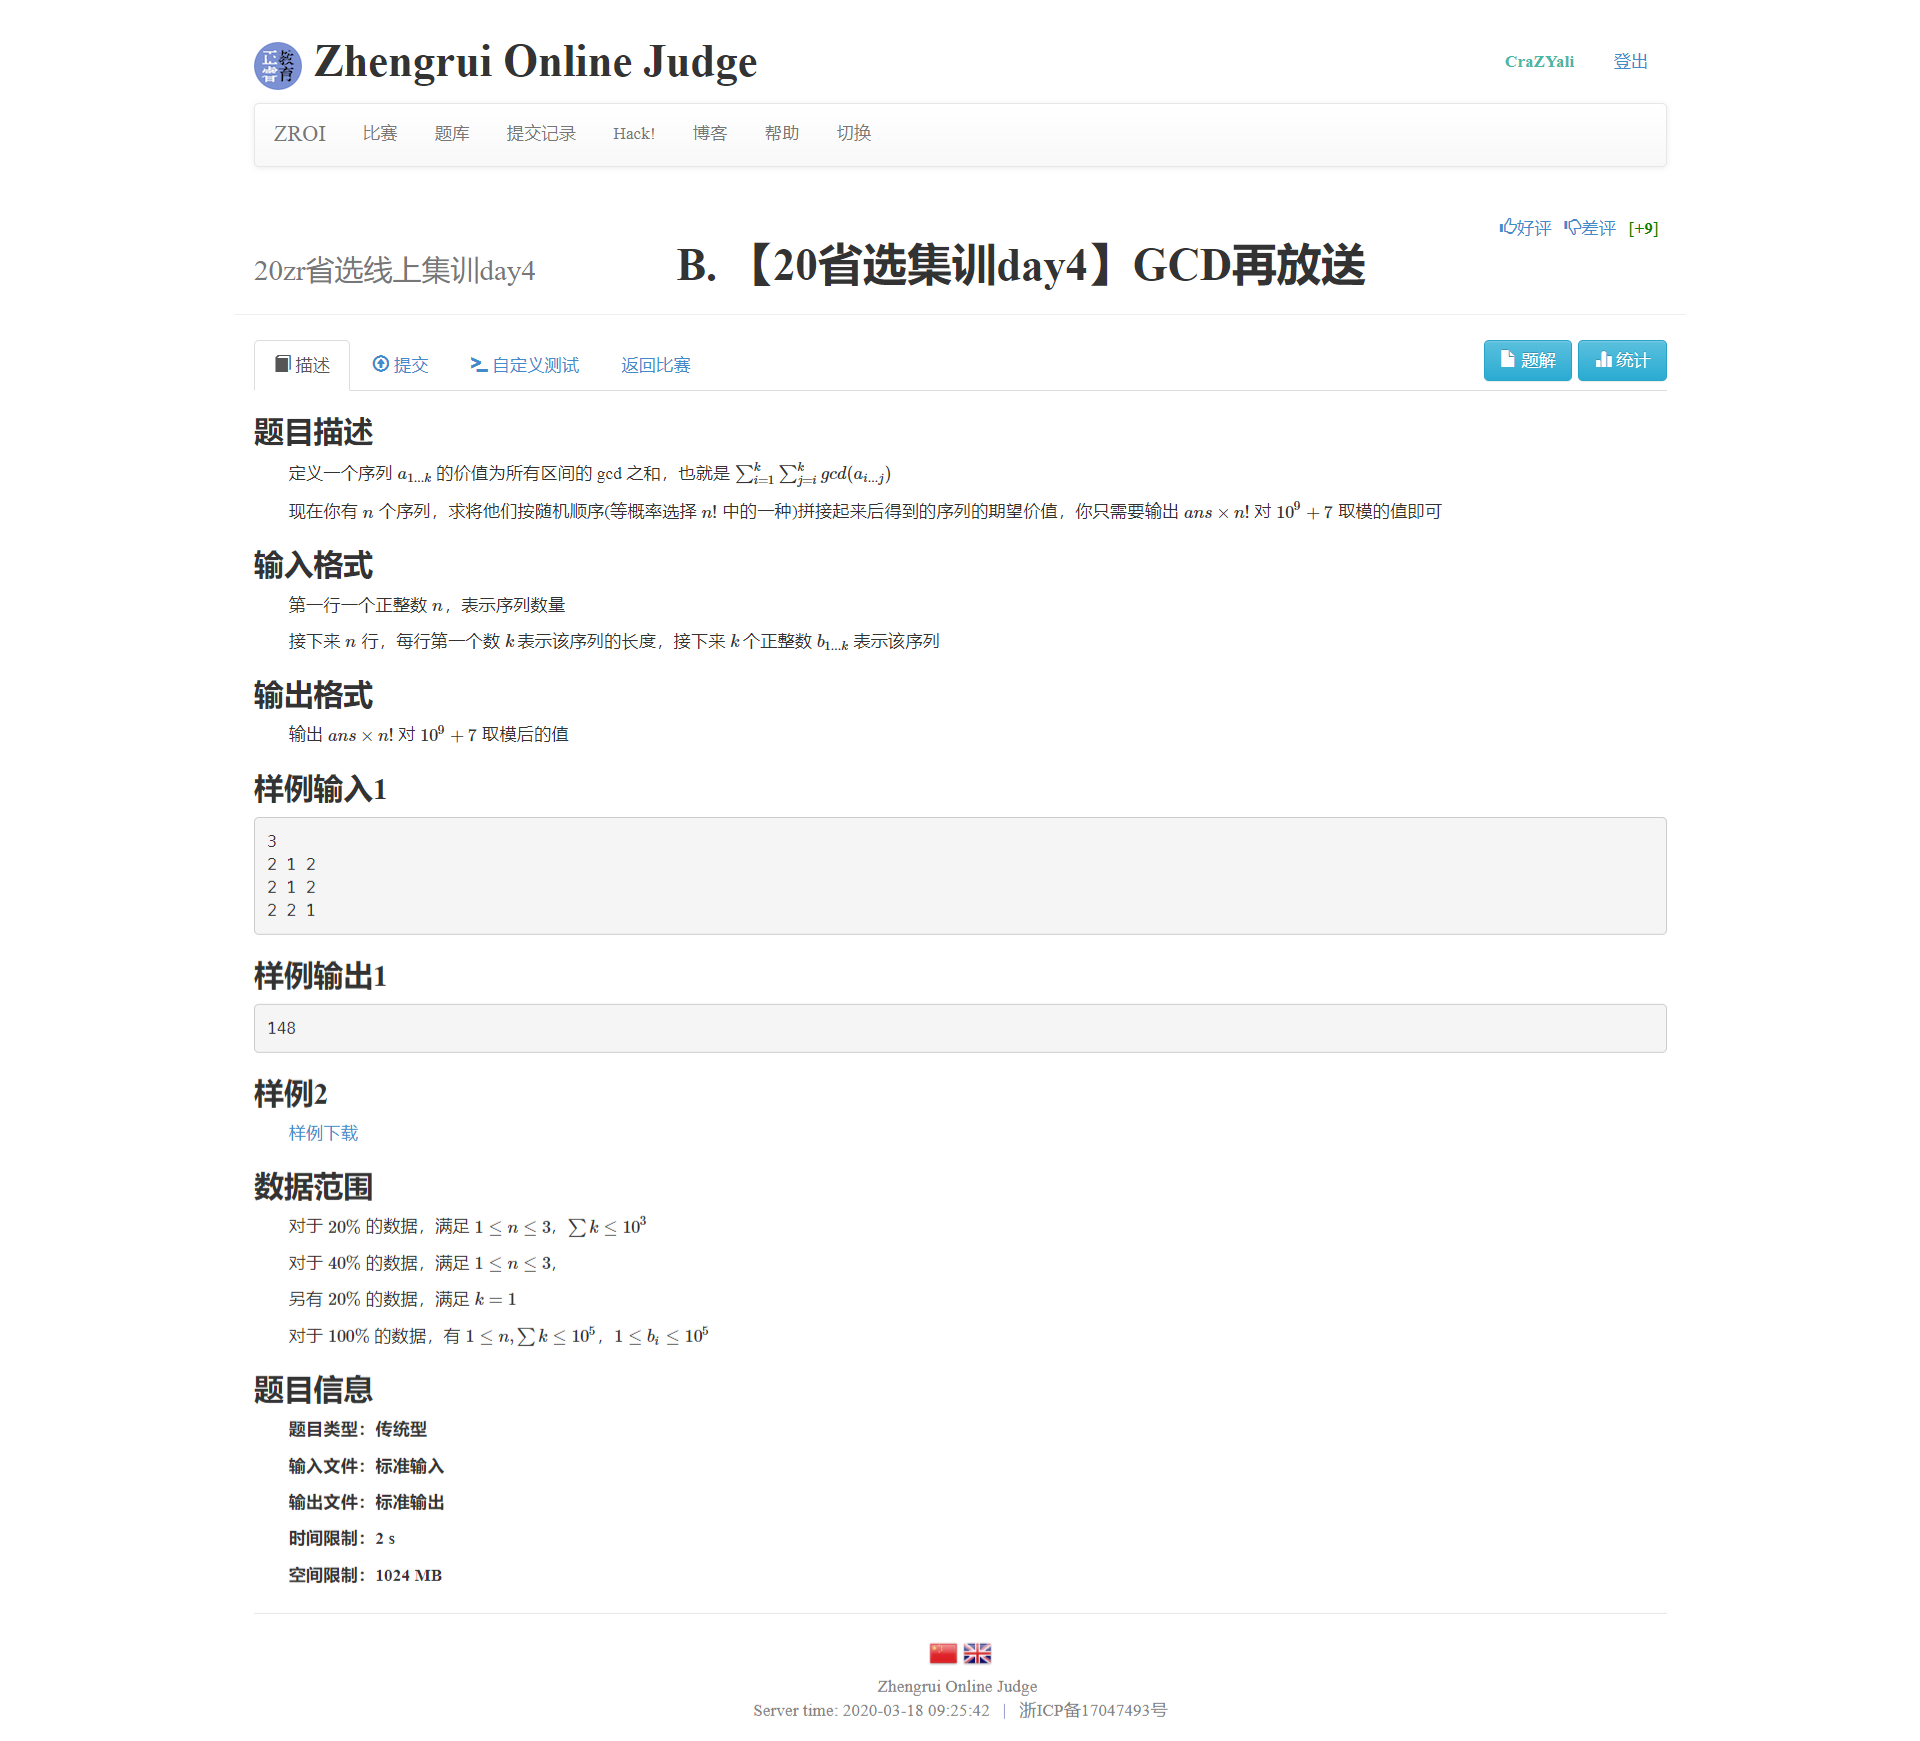 正睿教育 Zhengrui Online Judge
CraZYali 登出
ZROI 比赛 题库 提交记录 Hack! 博客 帮助 切换
好评 差评 [+9]
20zr省选线上集训day4
B. 【20省选集训day4】GCD再放送
描述 提交 自定义测试 返回比赛 题解 统计
题目描述
定义一个序列 a_{1…k} 的价值为所有区间的 gcd 之和，也就是 ∑_{i=1}^{k} ∑_{j=i}^{k} gcd(a_{i…j})
现在你有 n 个序列，求将他们按随机顺序(等概率选择 n! 中的一种)拼接起来后得到的序列的期望价值，你只需要输出 ans × n! 对 10^9 + 7 取模的值即可
输入格式
第一行一个正整数 n，表示序列数量
接下来 n 行，每行第一个数 k 表示该序列的长度，接下来 k 个正整数 b_{1…k} 表示该序列
输出格式
输出 ans × n! 对 10^9 + 7 取模后的值
样例输入1
3
2 1 2
2 1 2
2 2 1
样例输出1
148
样例2
样例下载
数据范围
对于 20% 的数据，满足 1 ≤ n ≤ 3，∑ k ≤ 10^3
对于 40% 的数据，满足 1 ≤ n ≤ 3，
另有 20% 的数据，满足 k = 1
对于 100% 的数据，有 1 ≤ n, ∑ k ≤ 10^5，1 ≤ b_i ≤ 10^5
题目信息
题目类型：传统型
输入文件：标准输入
输出文件：标准输出
时间限制：2 s
空间限制：1024 MB
Zhengrui Online Judge
Server time: 2020-03-18 09:25:42 | 浙ICP备17047493号